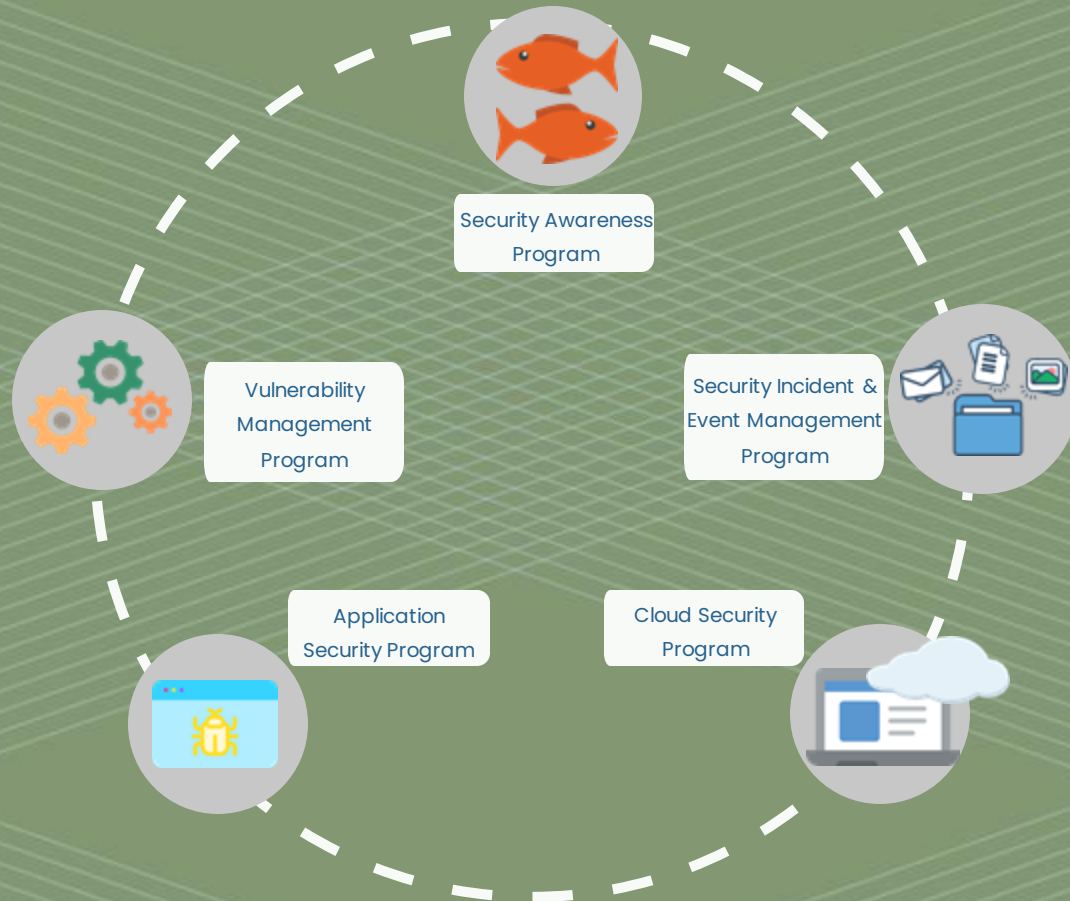 Security Awareness
Program
Vulnerability
Management
Program
Security Incident &
Event Management
Program
Application
Security Program
Cloud Security
Program